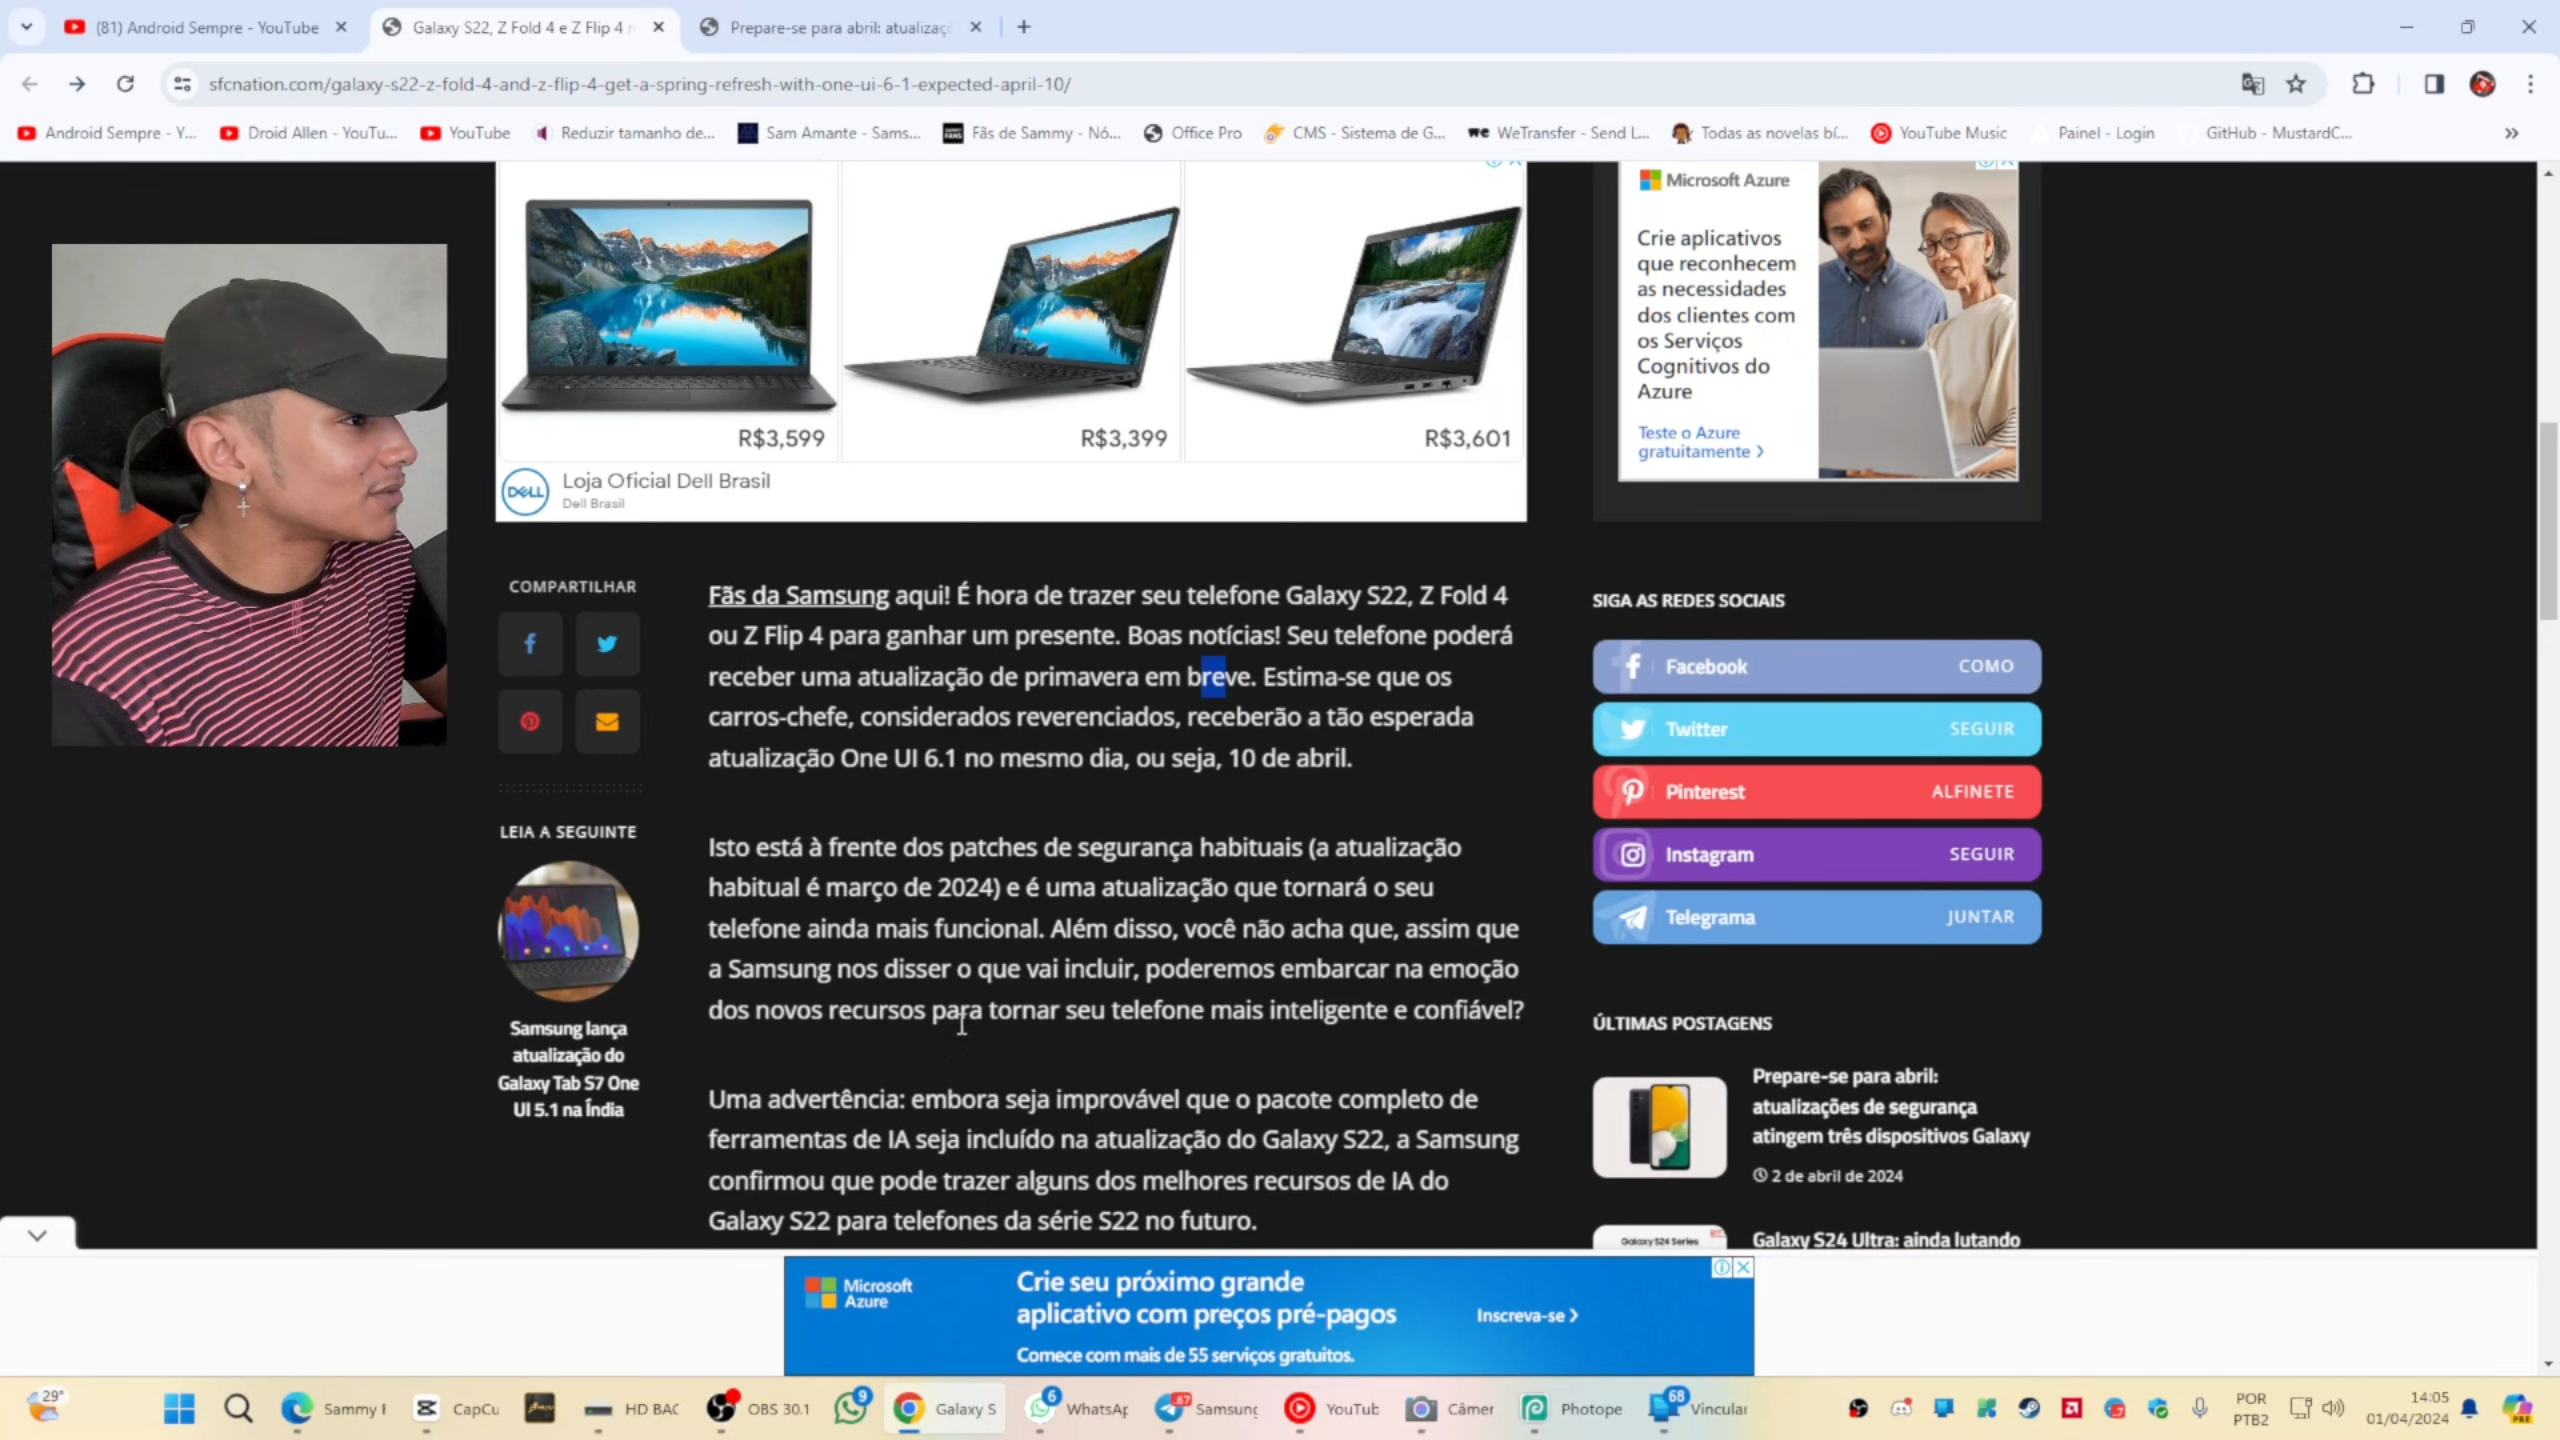 (81) Android Sempre - YouTube
Galaxy S22, Z Fold 4 e Z Flip 4
Prepare-se para abril: atualizaç
sfcnation.com/galaxy-s22-z-fold-4-and-z-flip-4-get-a-spring-refresh-with-one-ui-6-1-expected-april-10/
Android Sempre - Y...
Droid Allen - YouTu...
YouTube
Reduzir tamanho de...
Sam Amante - Sams...
Fãs de Sammy - Nó...
Office Pro
CMS - Sistema de G...
WeTransfer - Send L...
Todas as novelas bí...
YouTube Music
Painel - Login
GitHub - MustardC...
R$3,599
R$3,399
R$3,601
DELL
Loja Oficial Dell Brasil
Dell Brasil
Microsoft Azure
Crie aplicativos
que reconhecem
as necessidades
dos clientes com
os Serviços
Cognitivos do
Azure
Teste o Azure
gratuitamente >
COMPARTILHAR
LEIA A SEGUINTE
Samsung lança
atualização do
Galaxy Tab S7 One
UI 5.1 na Índia
Fãs da Samsung aqui! É hora de trazer seu telefone Galaxy S22, Z Fold 4
ou Z Flip 4 para ganhar um presente. Boas notícias! Seu telefone poderá
receber uma atualização de primavera em breve. Estima-se que os
carros-chefe, considerados reverenciados, receberão a tão esperada
atualização One UI 6.1 no mesmo dia, ou seja, 10 de abril.
Isto está à frente dos patches de segurança habituais (a atualização
habitual é março de 2024) e é uma atualização que tornará o seu
telefone ainda mais funcional. Além disso, você não acha que, assim que
a Samsung nos disser o que vai incluir, poderemos embarcar na emoção
dos novos recursos para tornar seu telefone mais inteligente e confiável?
Uma advertência: embora seja improvável que o pacote completo de
ferramentas de IA seja incluído na atualização do Galaxy S22, a Samsung
confirmou que pode trazer alguns dos melhores recursos de IA do
Galaxy S22 para telefones da série S22 no futuro.
SIGA AS REDES SOCIAIS
Facebook COMO
Twitter SEGUIR
Pinterest ALFINETE
Instagram SEGUIR
Telegrama JUNTAR
ÚLTIMAS POSTAGENS
Prepare-se para abril:
atualizações de segurança
atingem três dispositivos Galaxy
2 de abril de 2024
Galaxy S24 Series
Galaxy S24 Ultra: ainda lutando
Microsoft
Azure
Crie seu próximo grande
aplicativo com preços pré-pagos
Comece com mais de 55 serviços gratuitos.
Inscreva-se >
29°
Sammy
CapCu
HD BAC
OBS 30.1
9
Galaxy S
6
WhatsAp
67
Samsung
YouTub
Câmer
Photope
68
Vincular
POR
PTB2
14:05
01/04/2024
PRE